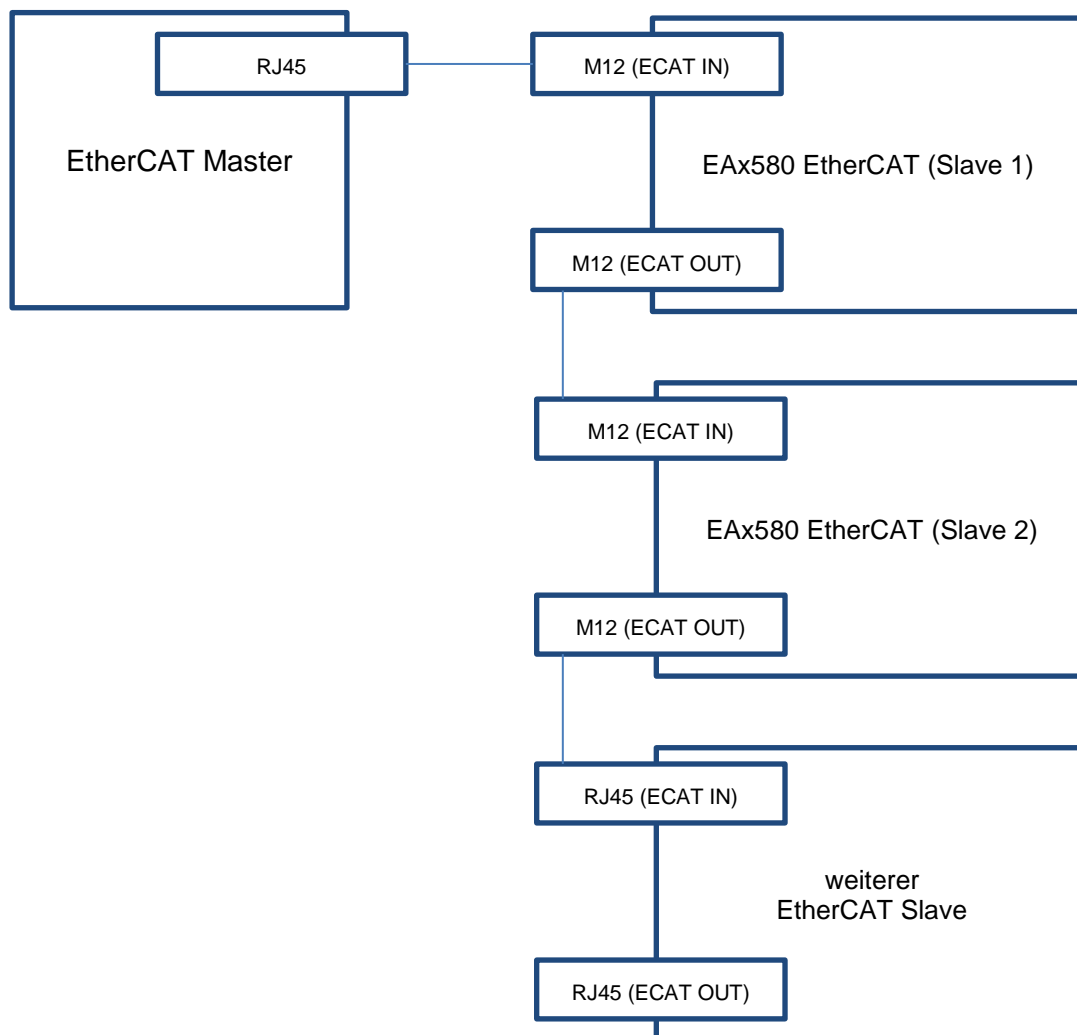 RJ45
EtherCAT Master
M12 (ECAT IN)
EAx580 EtherCAT (Slave 1)
M12 (ECAT OUT)
M12 (ECAT IN)
EAx580 EtherCAT (Slave 2)
M12 (ECAT OUT)
RJ45 (ECAT IN)
weiterer
EtherCAT Slave
RJ45 (ECAT OUT)